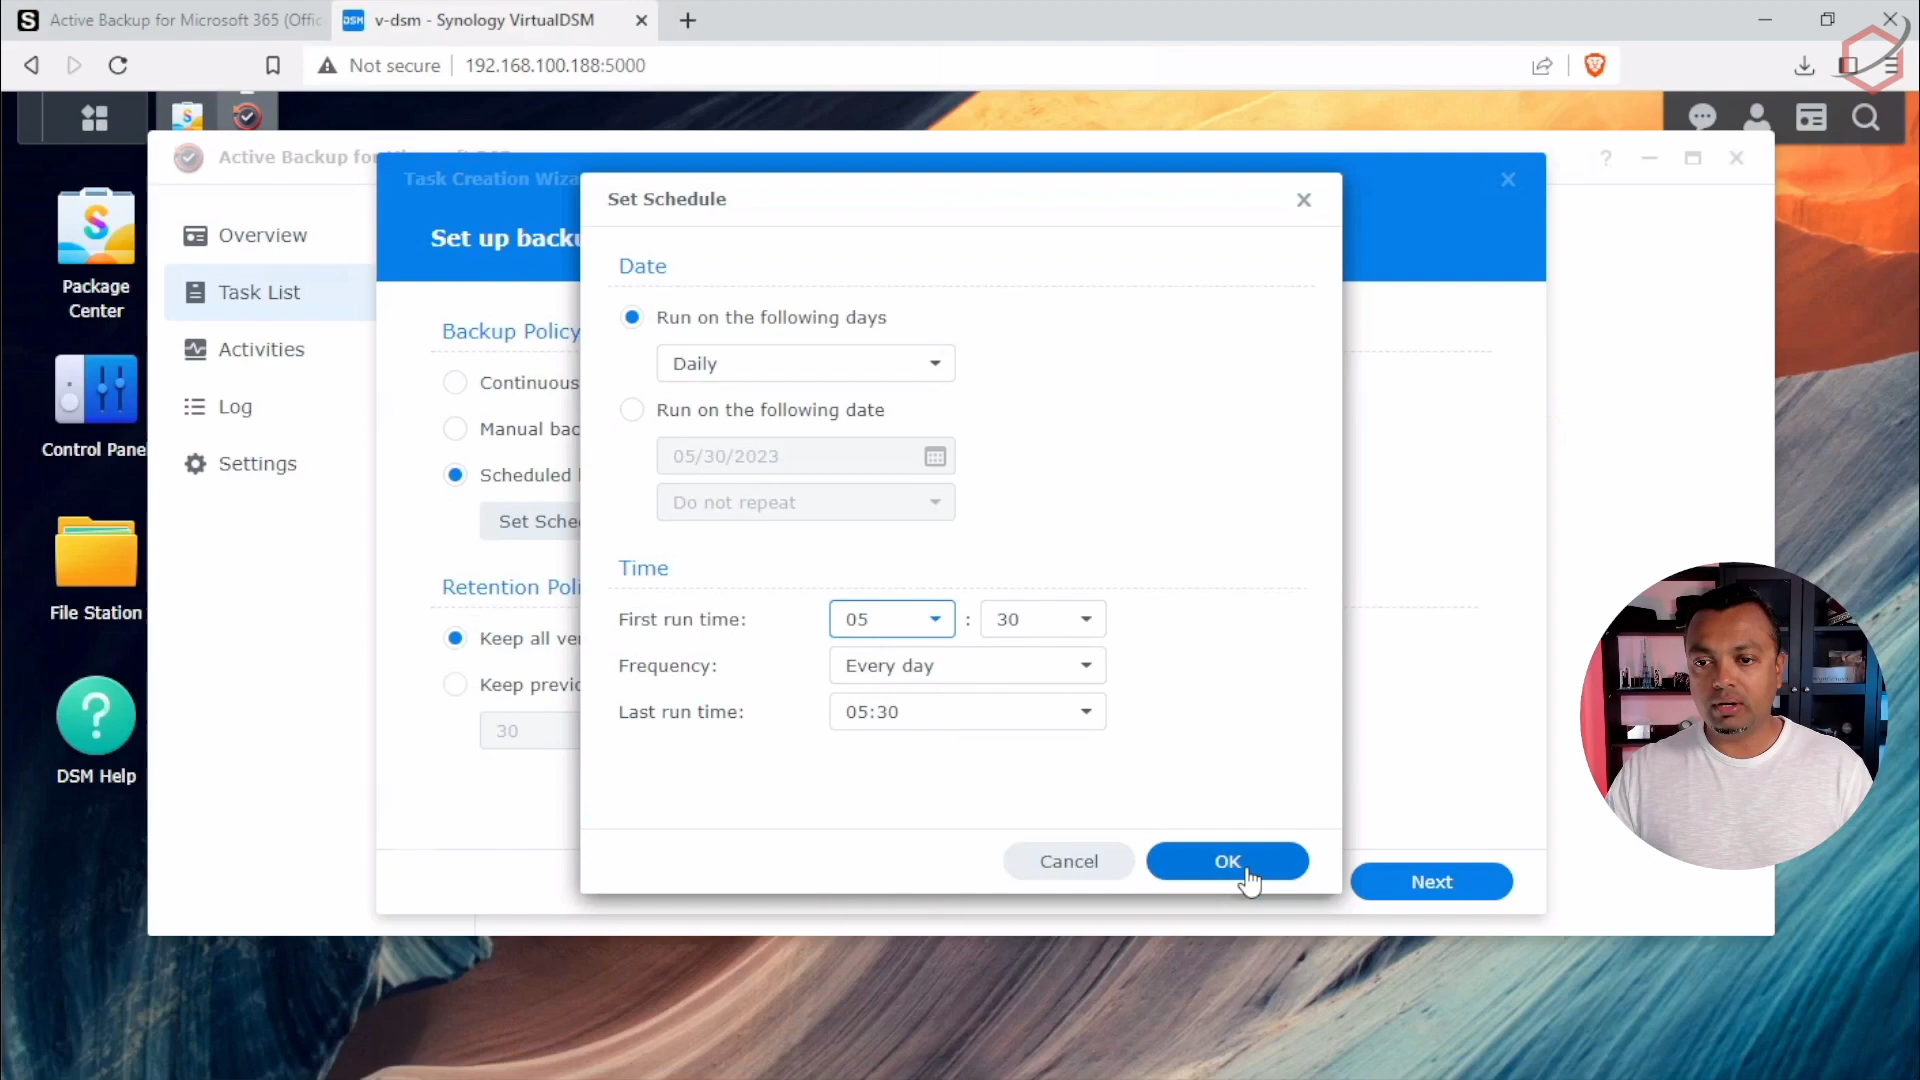 Active Backup for Microsoft 365 (Offic
DSM
v-dsm - Synology VirtualDSM
Not secure
192.168.100.188:5000
Active Backup fo
Task Creation Wiza
Set Schedule
Set up backu
Package
Center
Control Pane
File Station
DSM Help
Overview
Task List
Activities
Log
Settings
Backup Policy
Continuous
Manual bac
Scheduled
Set Sche
Retention Poli
Keep all ve
Keep previo
30
Date
Run on the following days
Daily
Run on the following date
05/30/2023
Do not repeat
Time
First run time:
05
:
30
Frequency:
Every day
Last run time:
05:30
Cancel
OK
Next